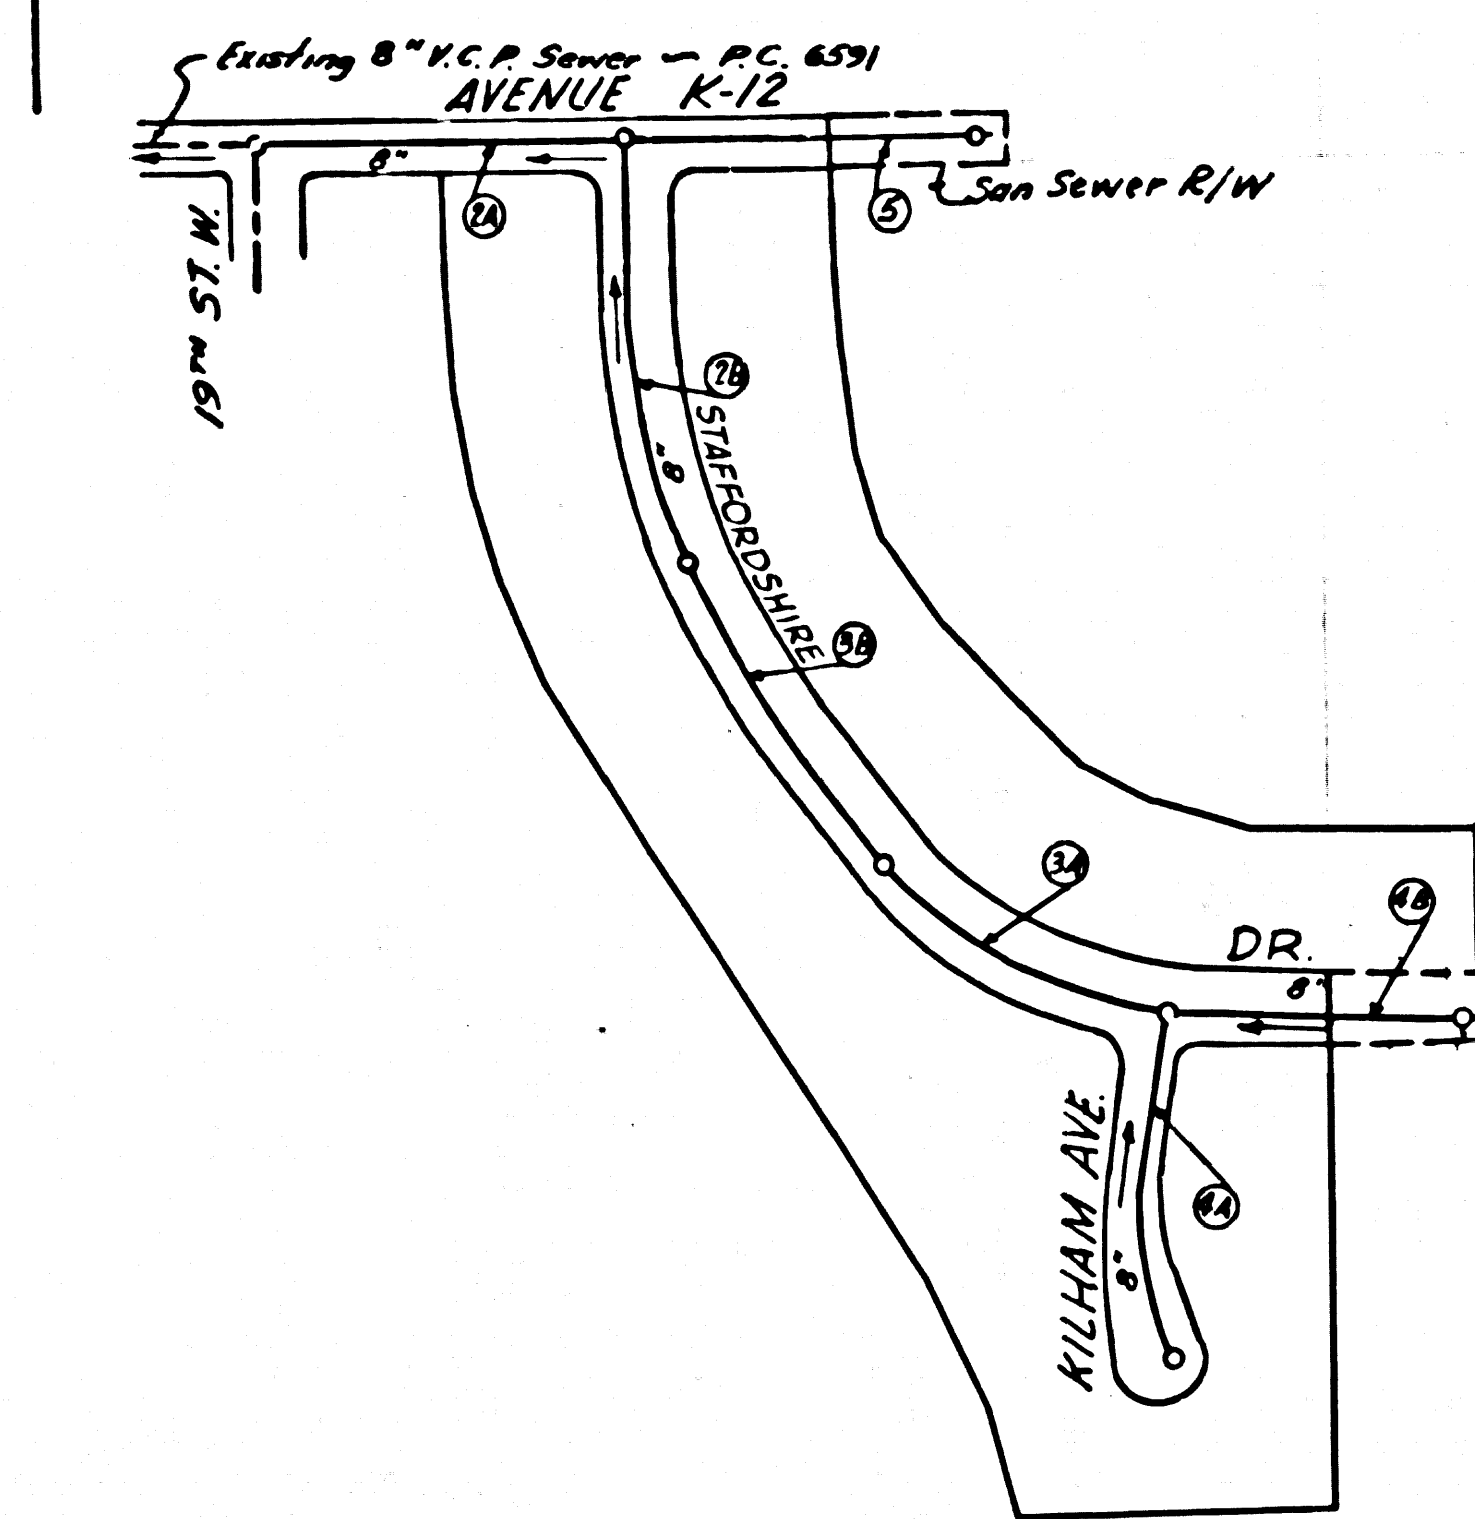 Existing 8" V.C.P. Sewer — P.C. 6591
AVENUE K-12
8"
2A
5
San Sewer R/W
19TH ST. W.
2B
8"
STAFFORDSHIRE
3B
3A
4B
DR.
8"
KILHAM AVE.
4A
8"